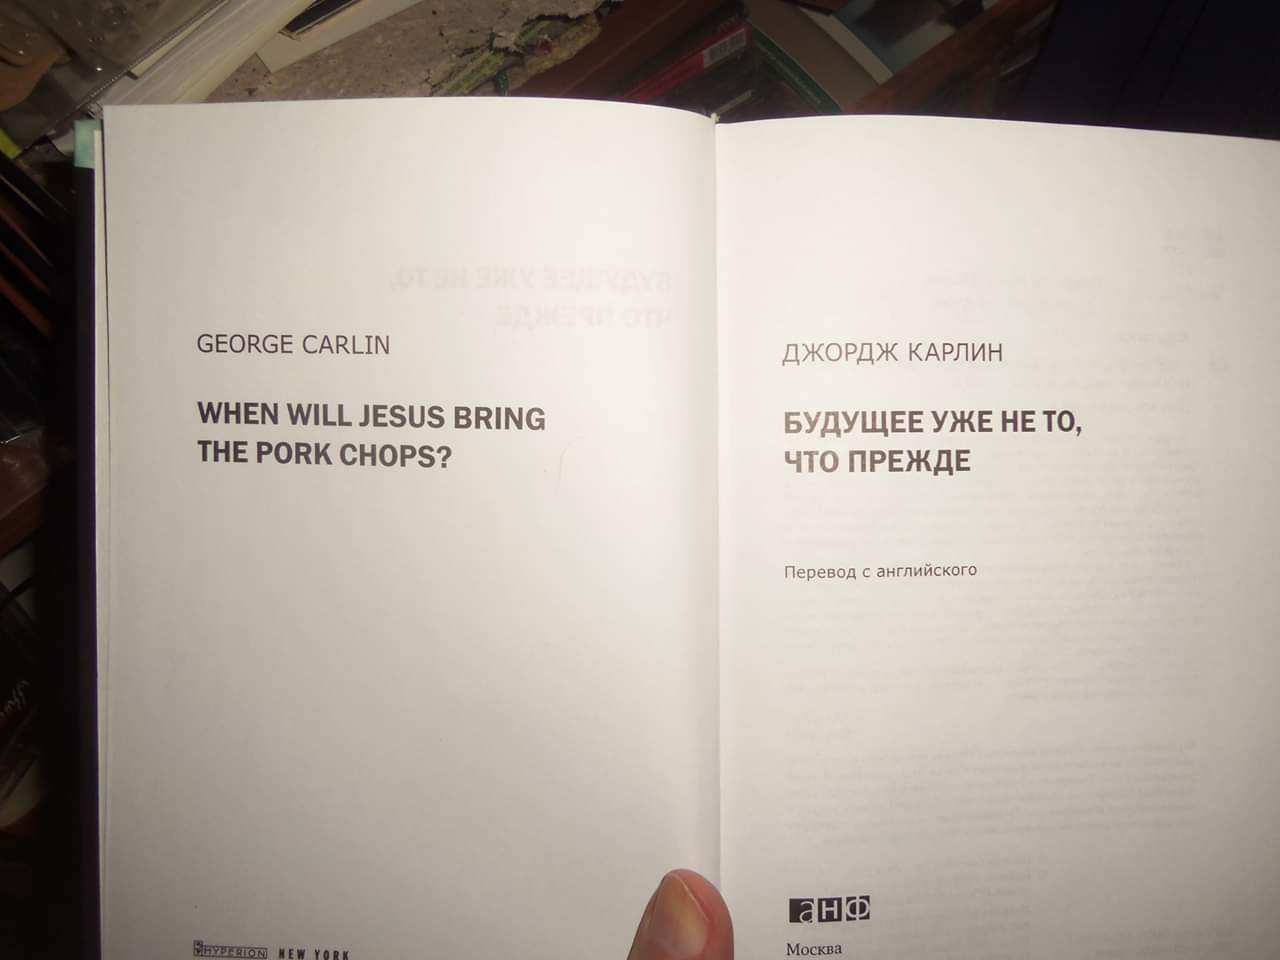 GEORGE CARLIN
WHEN WILL JESUS BRING
THE PORK CHOPS?
HYPERION NEW YORK
ДЖОРДЖ КАРЛИН
БУДУЩЕЕ УЖЕ НЕ ТО,
ЧТО ПРЕЖДЕ
Перевод с английского
анф
Москва